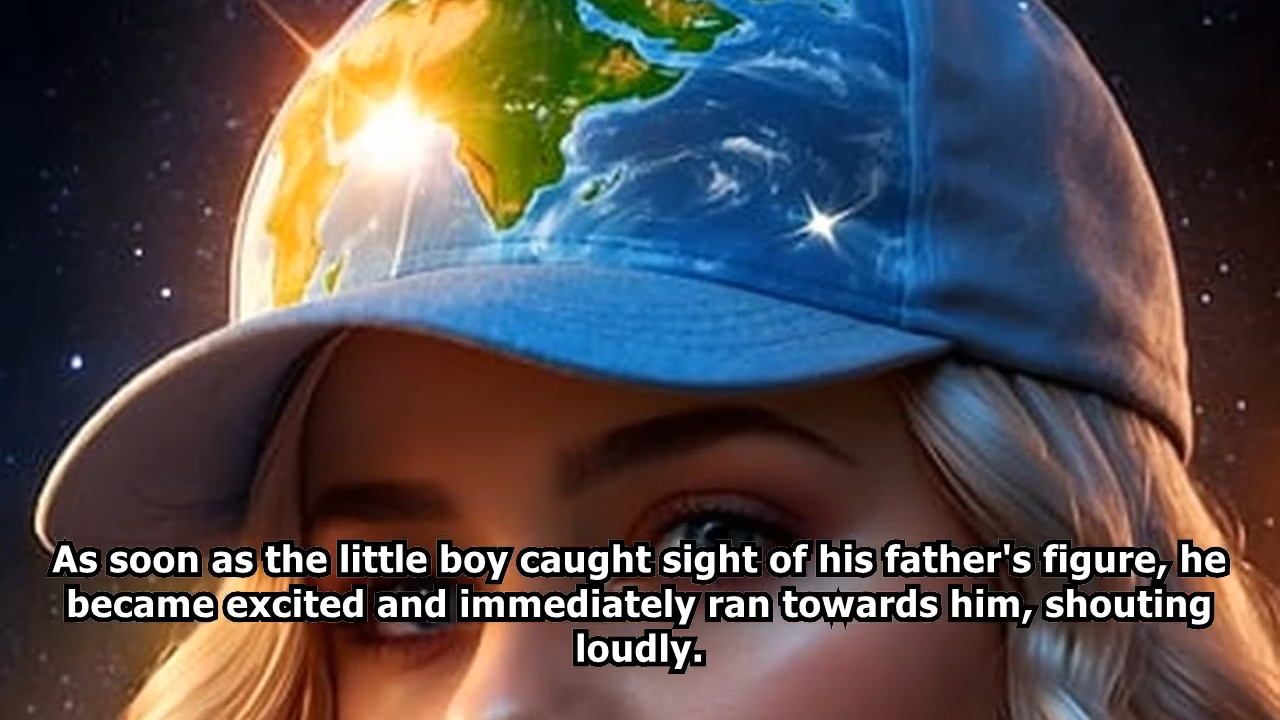 As soon as the little boy caught sight of his father's figure, he
became excited and immediately ran towards him, shouting
loudly.